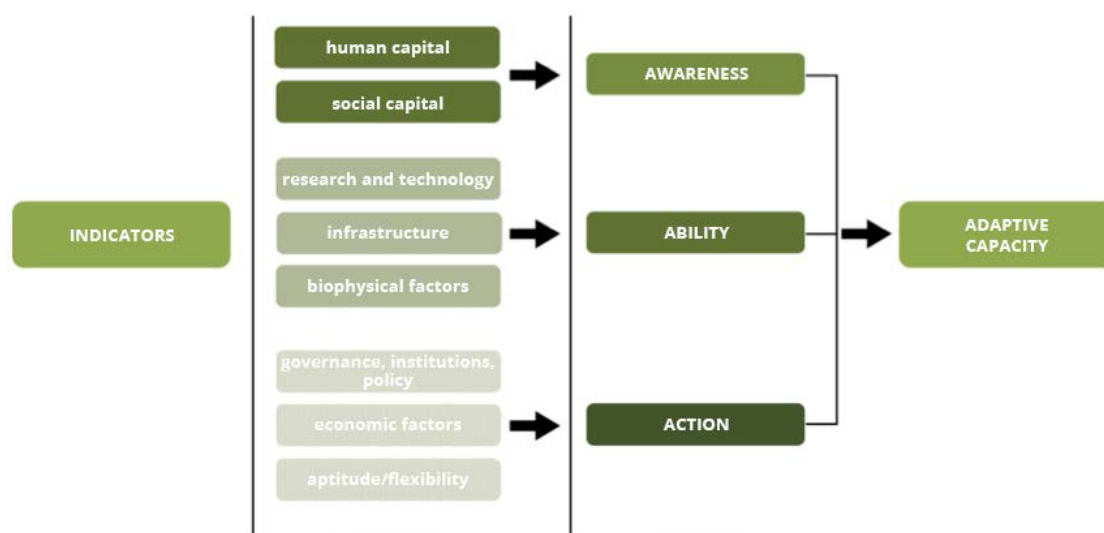 INDICATORS
human capital
social capital
research and technology
infrastructure
biophysical factors
governance, institutions,
policy
economic factors
aptitude/flexibility
AWARENESS
ABILITY
ACTION
ADAPTIVE
CAPACITY